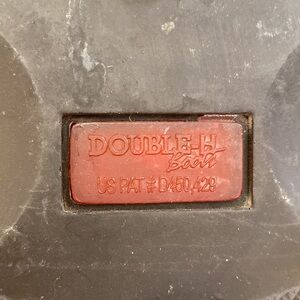 DOUBLE-H
Boots
US PAT # D450,429